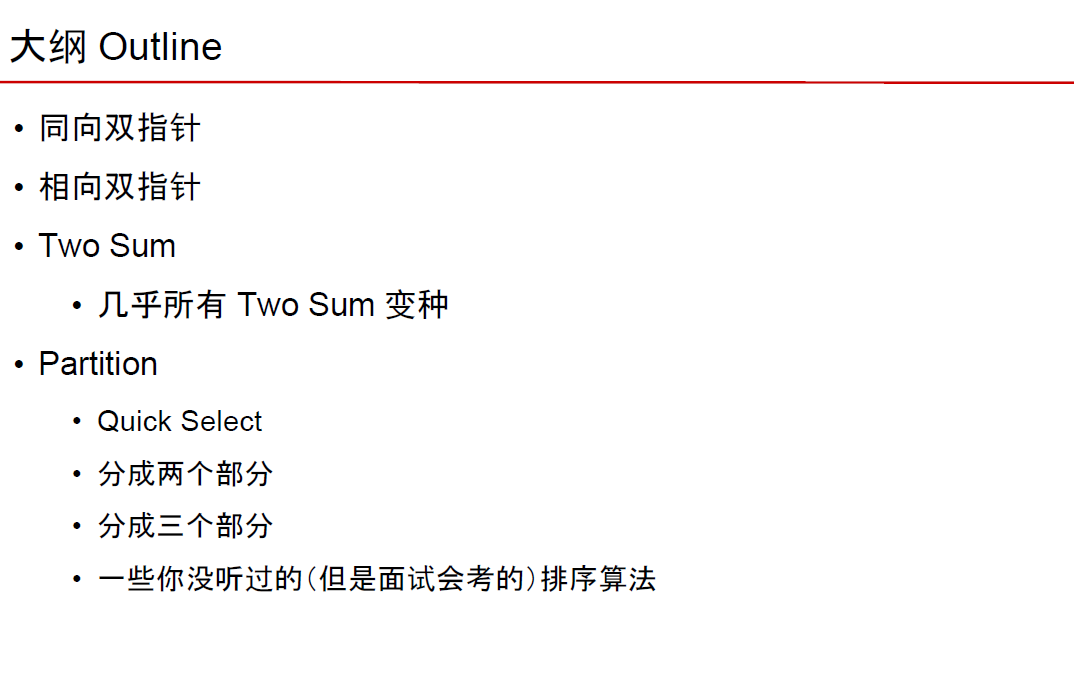 大纲 Outline
• 同向双指针
• 相向双指针
• Two Sum
• 几乎所有 Two Sum 变种
• Partition
• Quick Select
• 分成两个部分
• 分成三个部分
• 一些你没听过的(但是面试会考的)排序算法